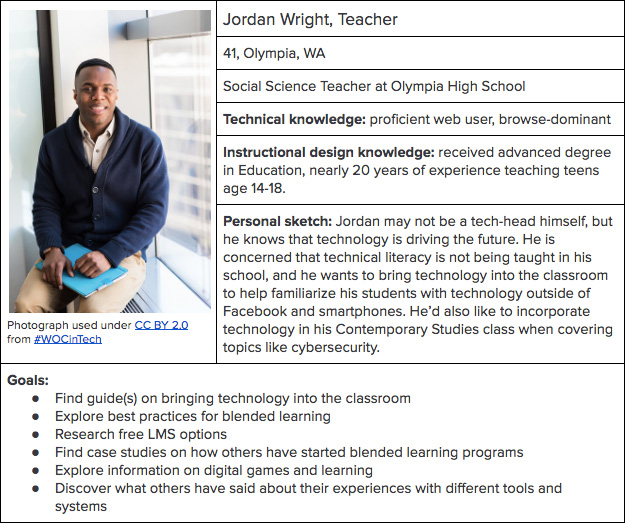 Jordan Wright, Teacher
41, Olympia, WA
Social Science Teacher at Olympia High School
Technical knowledge: proficient web user, browse-dominant
Instructional design knowledge: received advanced degree
in Education, nearly 20 years of experience teaching teens
age 14-18.
Personal sketch: Jordan may not be a tech-head himself, but
he knows that technology is driving the future. He is
concerned that technical literacy is not being taught in his
school, and he wants to bring technology into the classroom
to help familiarize his students with technology outside of
Facebook and smartphones. He’d also like to incorporate
technology in his Contemporary Studies class when covering
topics like cybersecurity.
Photograph used under CC BY 2.0
from #WOCinTech
Goals:
● Find guide(s) on bringing technology into the classroom
● Explore best practices for blended learning
● Research free LMS options
● Find case studies on how others have started blended learning programs
● Explore information on digital games and learning
● Discover what others have said about their experiences with different tools and
systems